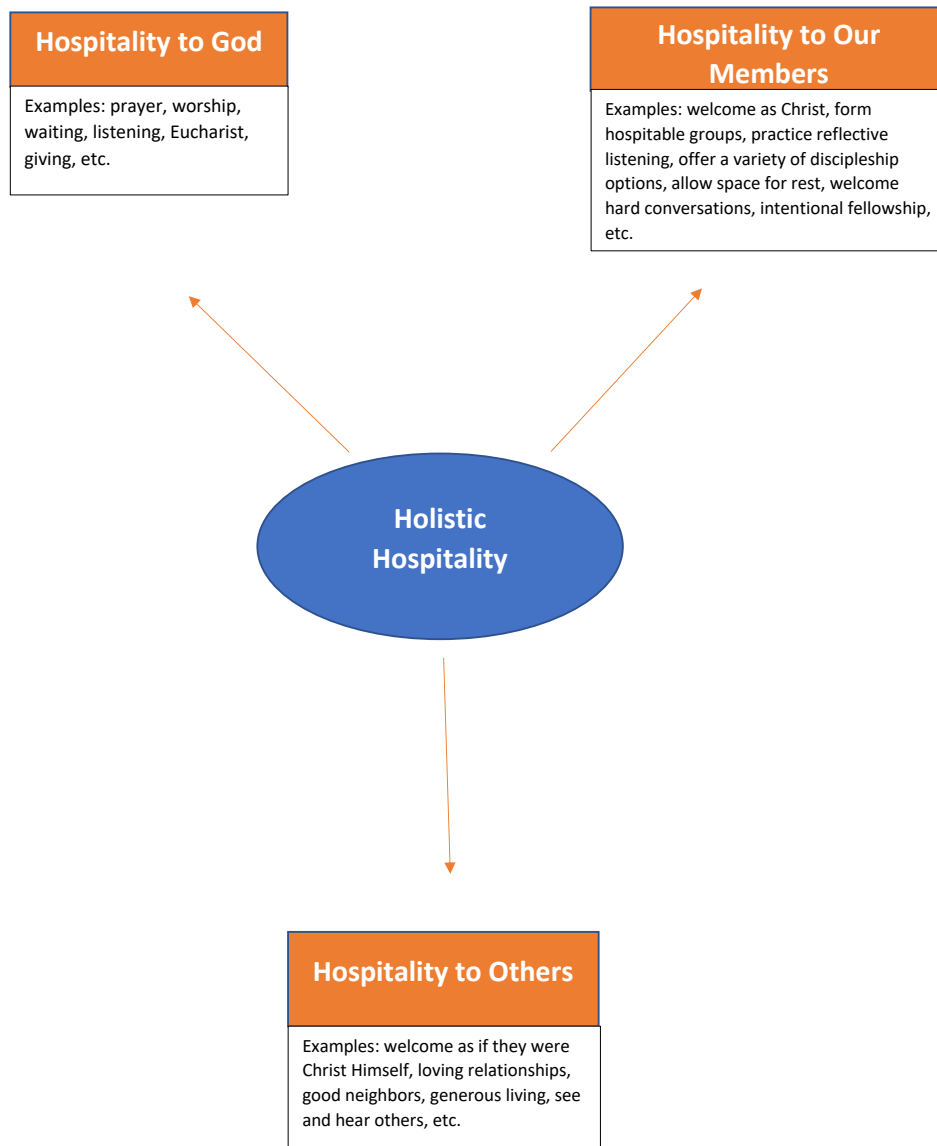 Hospitality to God
Examples: prayer, worship,
waiting, listening, Eucharist,
giving, etc.
Hospitality to Our
Members
Examples: welcome as Christ, form
hospitable groups, practice reflective
listening, offer a variety of discipleship
options, allow space for rest, welcome
hard conversations, intentional fellowship,
etc.
Holistic
Hospitality
Hospitality to Others
Examples: welcome as if they were
Christ Himself, loving relationships,
good neighbors, generous living, see
and hear others, etc.